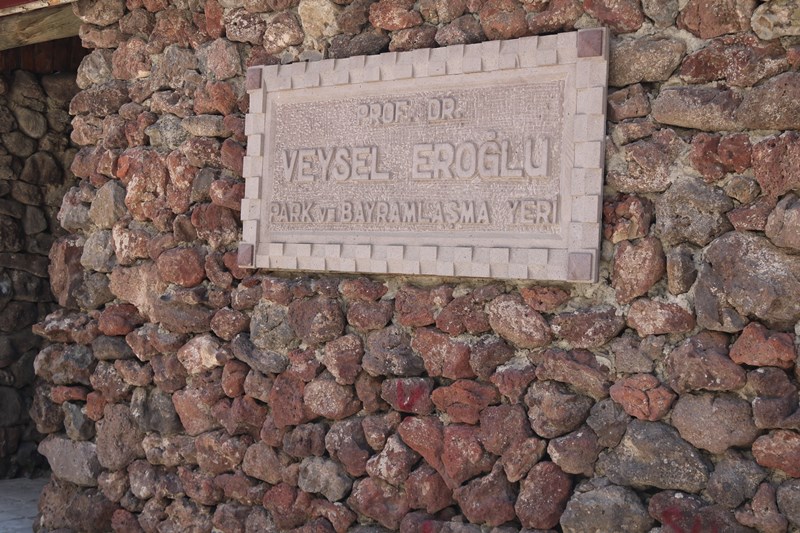 PROF. DR.
VEYSEL EROĞLU
PARK VE BAYRAMLAŞMA YERİ